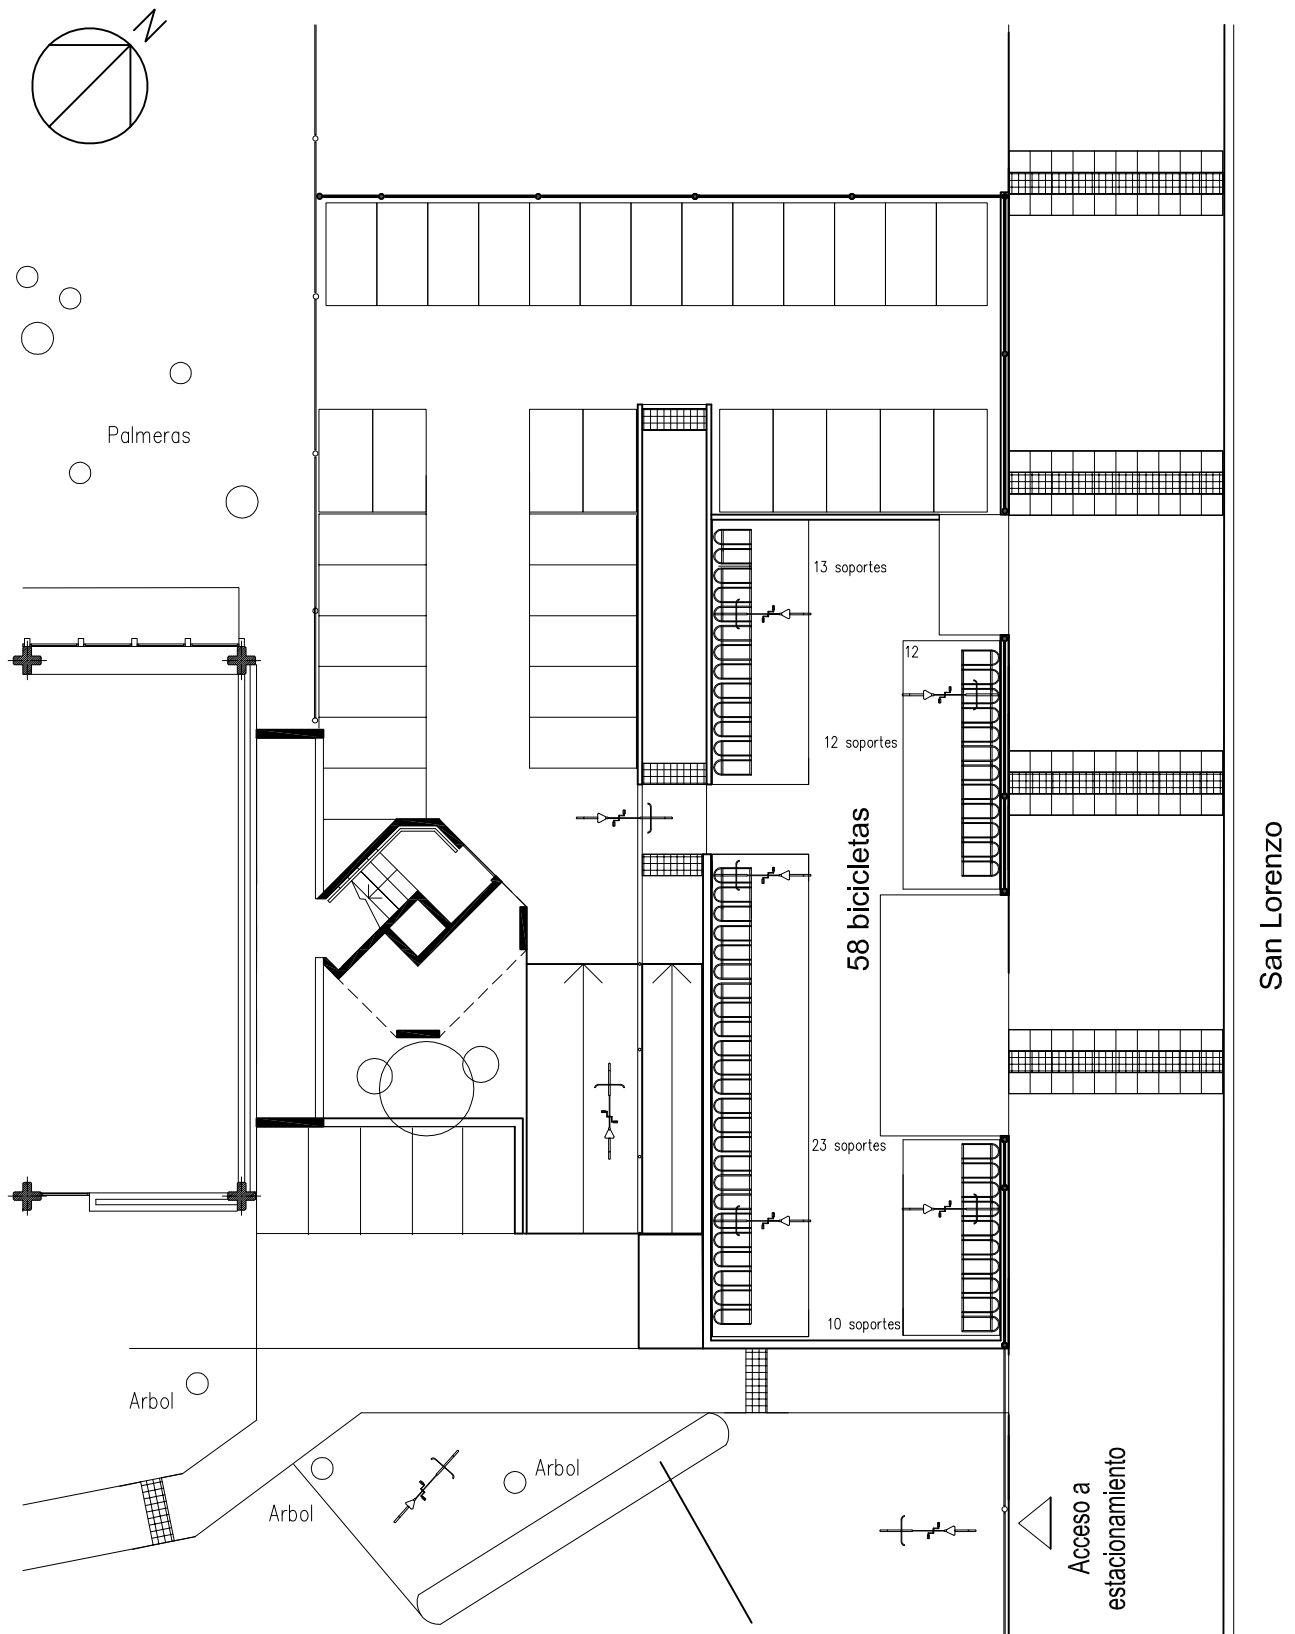 N
Palmeras
13 soportes
12
12 soportes
58 bicicletas
San Lorenzo
23 soportes
10 soportes
Arbol
Arbol
Arbol
Acceso a
estacionamiento